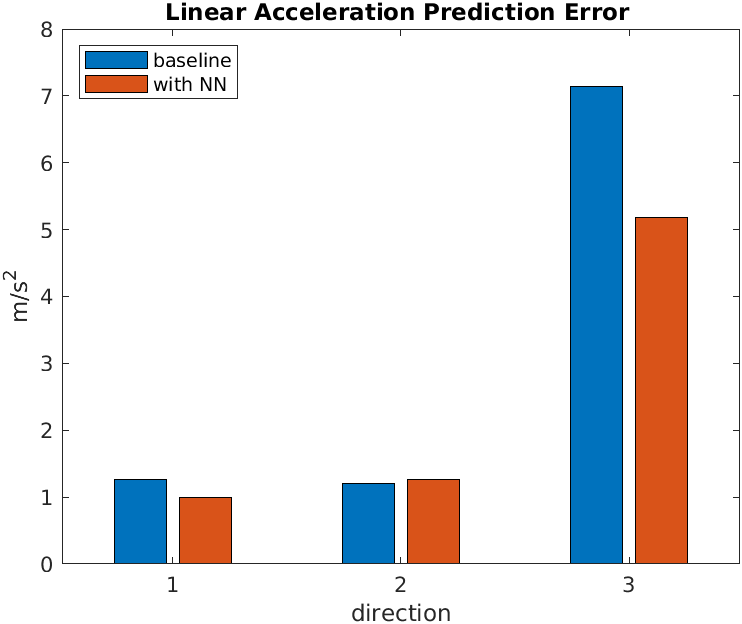 Linear Acceleration Prediction Error
8
7
6
5
4
3
2
1
0
m/s²
baseline
with NN
1 2 3
direction